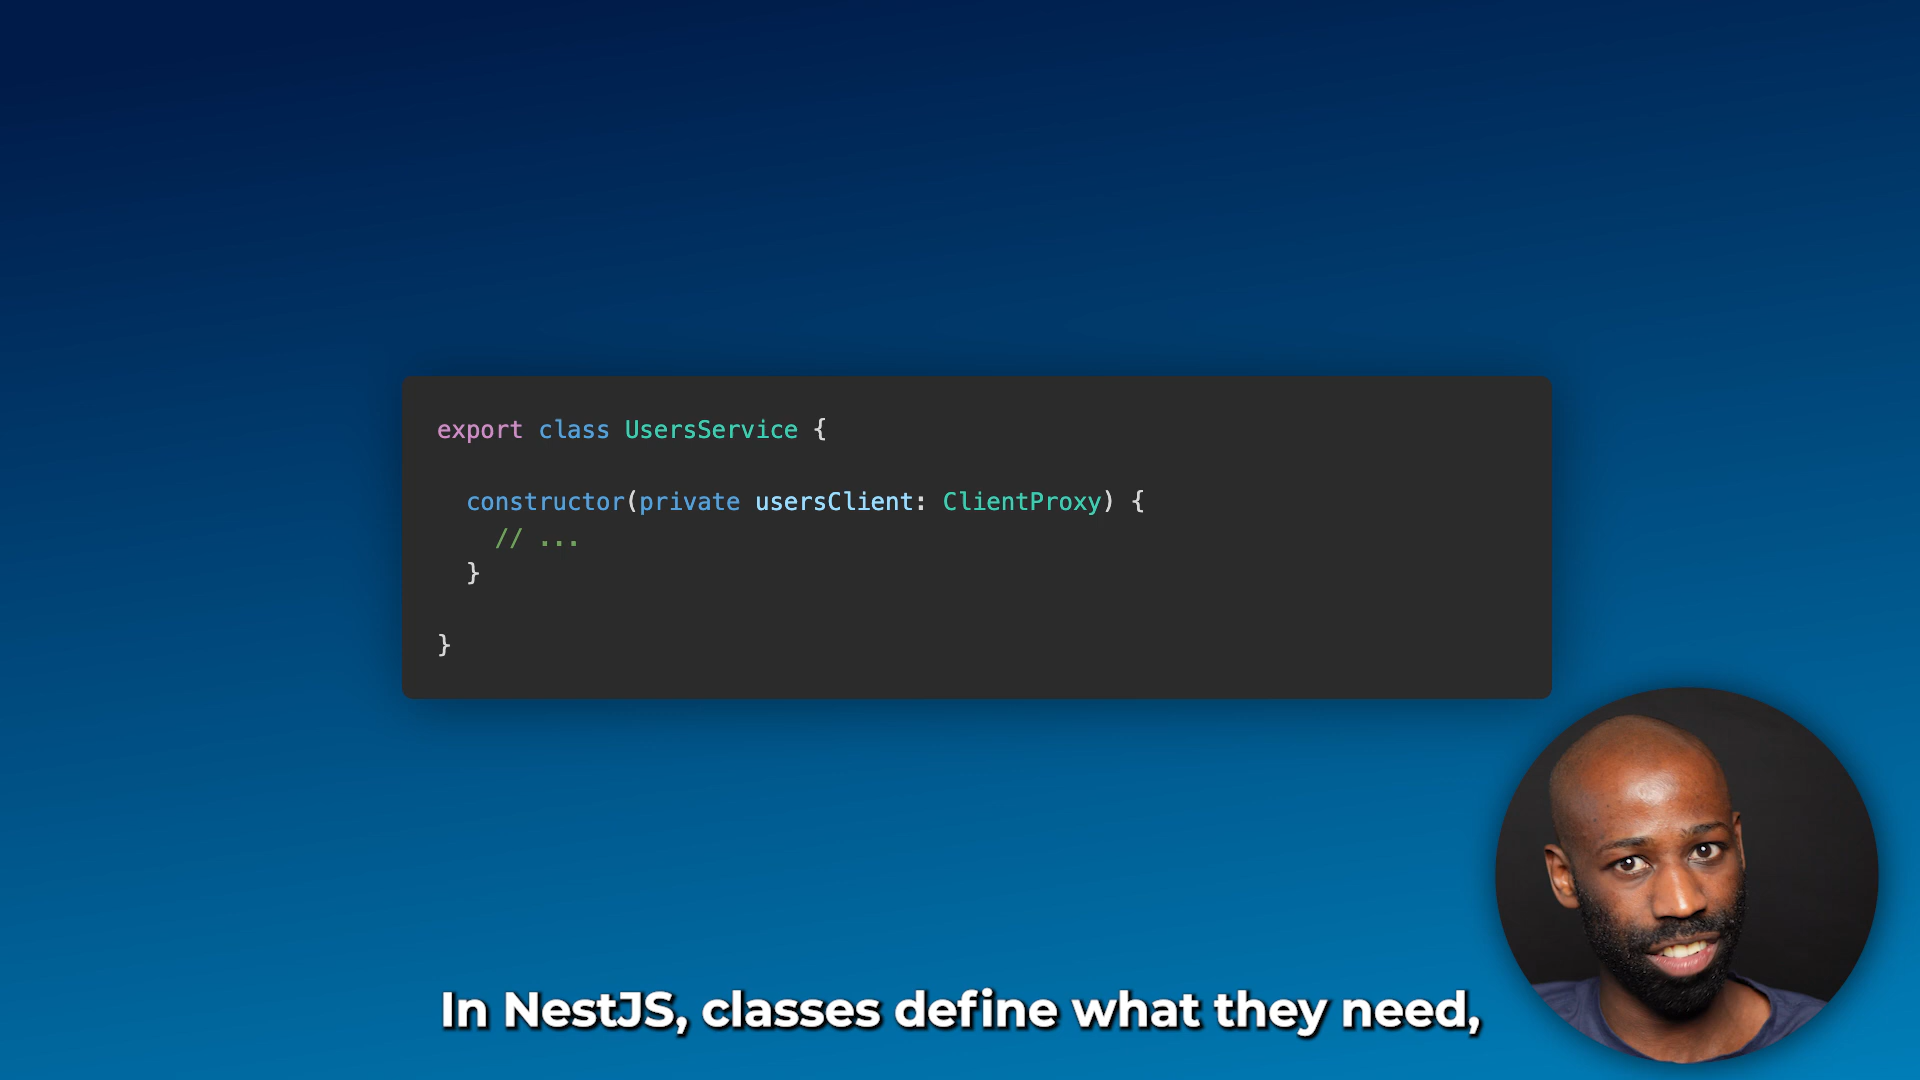 export class UsersService {
constructor(private usersClient: ClientProxy) {
// ...
}
}
In NestJS, classes define what they need,